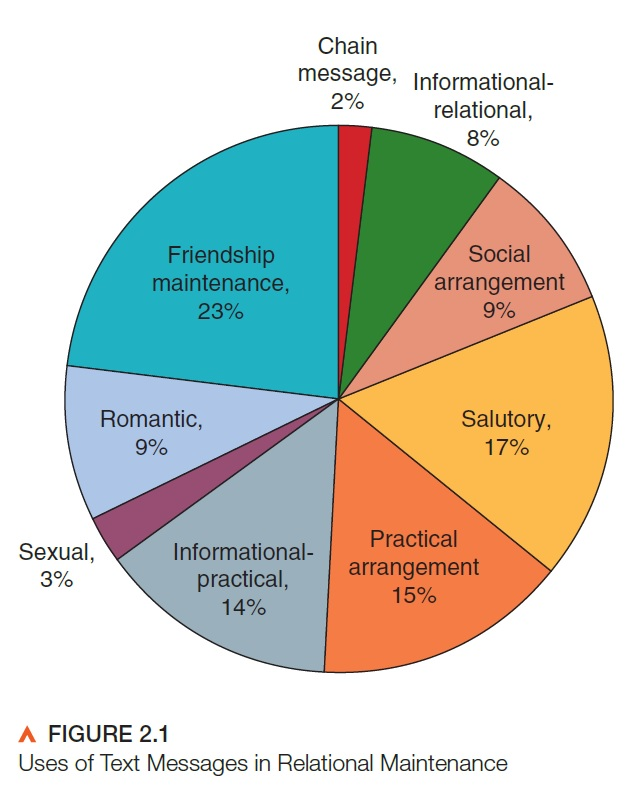 Chain
message,
2%
Informational-
relational,
8%
Social
arrangement
9%
Salutory,
17%
Practical
arrangement
15%
Informational-
practical,
14%
Sexual,
3%
Romantic,
9%
Friendship
maintenance,
23%
FIGURE 2.1
Uses of Text Messages in Relational Maintenance